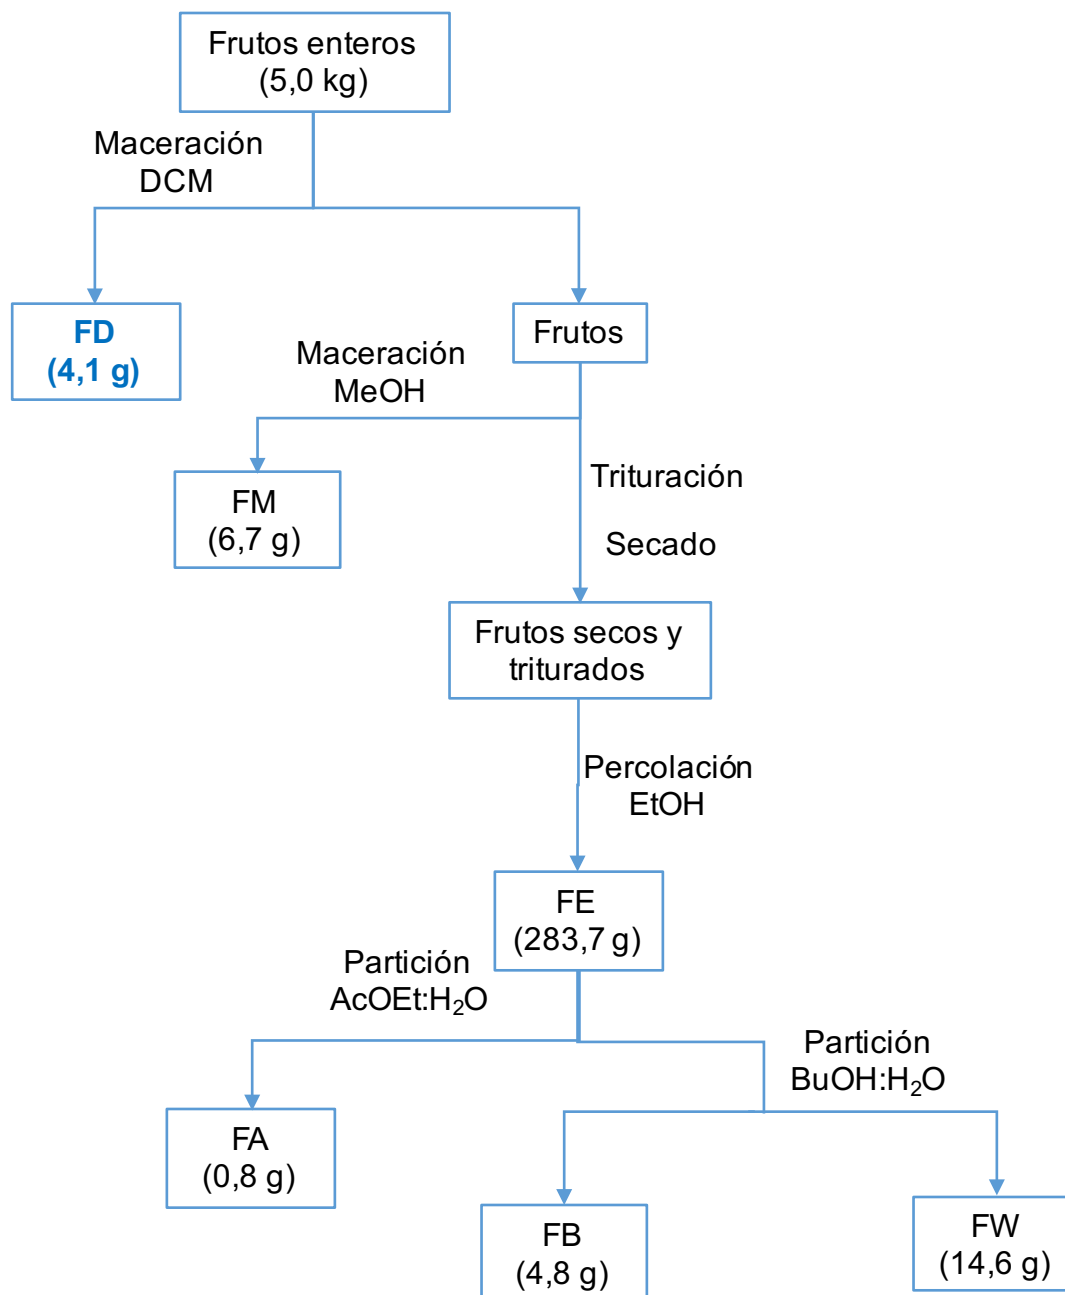 Frutos enteros
(5,0 kg)
Maceración
DCM
FD
(4,1 g)
Frutos
Maceración
MeOH
FM
(6,7 g)
Trituración
Secado
Frutos secos y
triturados
Percolación
EtOH
FE
(283,7 g)
Partición
AcOEt:H₂O
Partición
BuOH:H₂O
FA
(0,8 g)
FB
(4,8 g)
FW
(14,6 g)